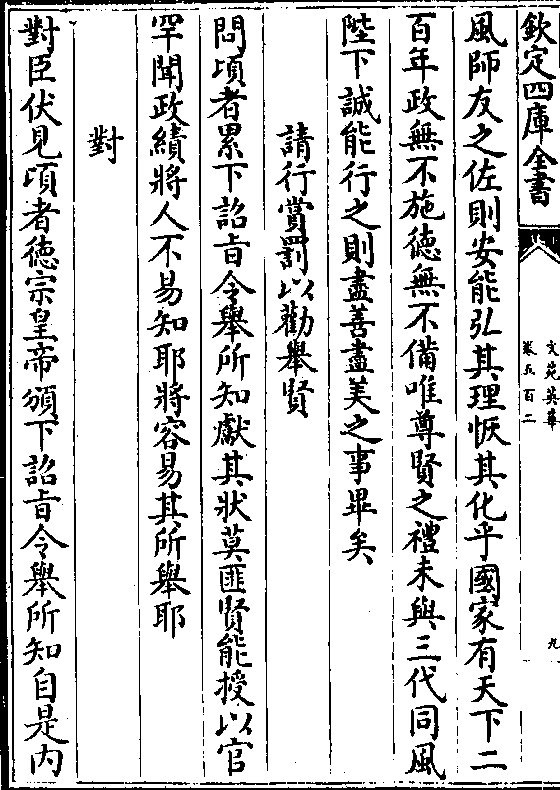 欽定四庫全書
文苑英華
卷五百二
九
風師友之佐則安能弘其理恢其化乎國家有天下二
百年政無不施徳無不備唯尊賢之禮未與三代同風
陛下誠能行之則盡善盡美之事畢矣
請行賞罰以勸舉賢
問頃者累下詔旨令舉所知獻其狀莫匪賢能授以官
罕聞政績將人不易知耶將容易其所舉耶
對
對臣伏見頃者徳宗皇帝頒下詔旨令舉所知自是内